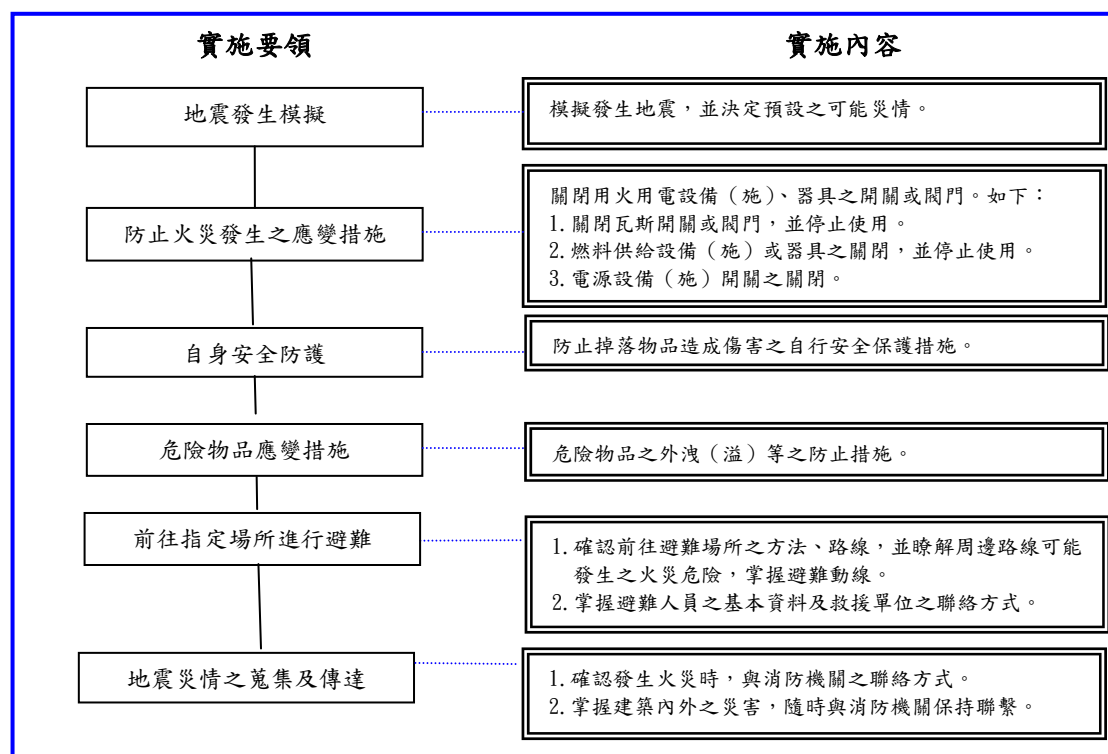 實施要領
實施內容
地震發生模擬
模擬發生地震，並決定預設之可能災情。
防止火災發生之應變措施
關閉用火用電設備（施）、器具之開關或閥門。如下：
1.關閉瓦斯開關或閥門，並停止使用。
2.燃料供給設備（施）或器具之關閉，並停止使用。
3.電源設備（施）開關之關閉。
自身安全防護
防止掉落物品造成傷害之自行安全保護措施。
危險物品應變措施
危險物品之外洩（溢）等之防止措施。
前往指定場所進行避難
1.確認前往避難場所之方法、路線，並瞭解周邊路線可能
發生之火災危險，掌握避難動線。
2.掌握避難人員之基本資料及救援單位之聯絡方式。
地震災情之蒐集及傳達
1.確認發生火災時，與消防機關之聯絡方式。
2.掌握建築內外之災害，隨時與消防機關保持聯繫。